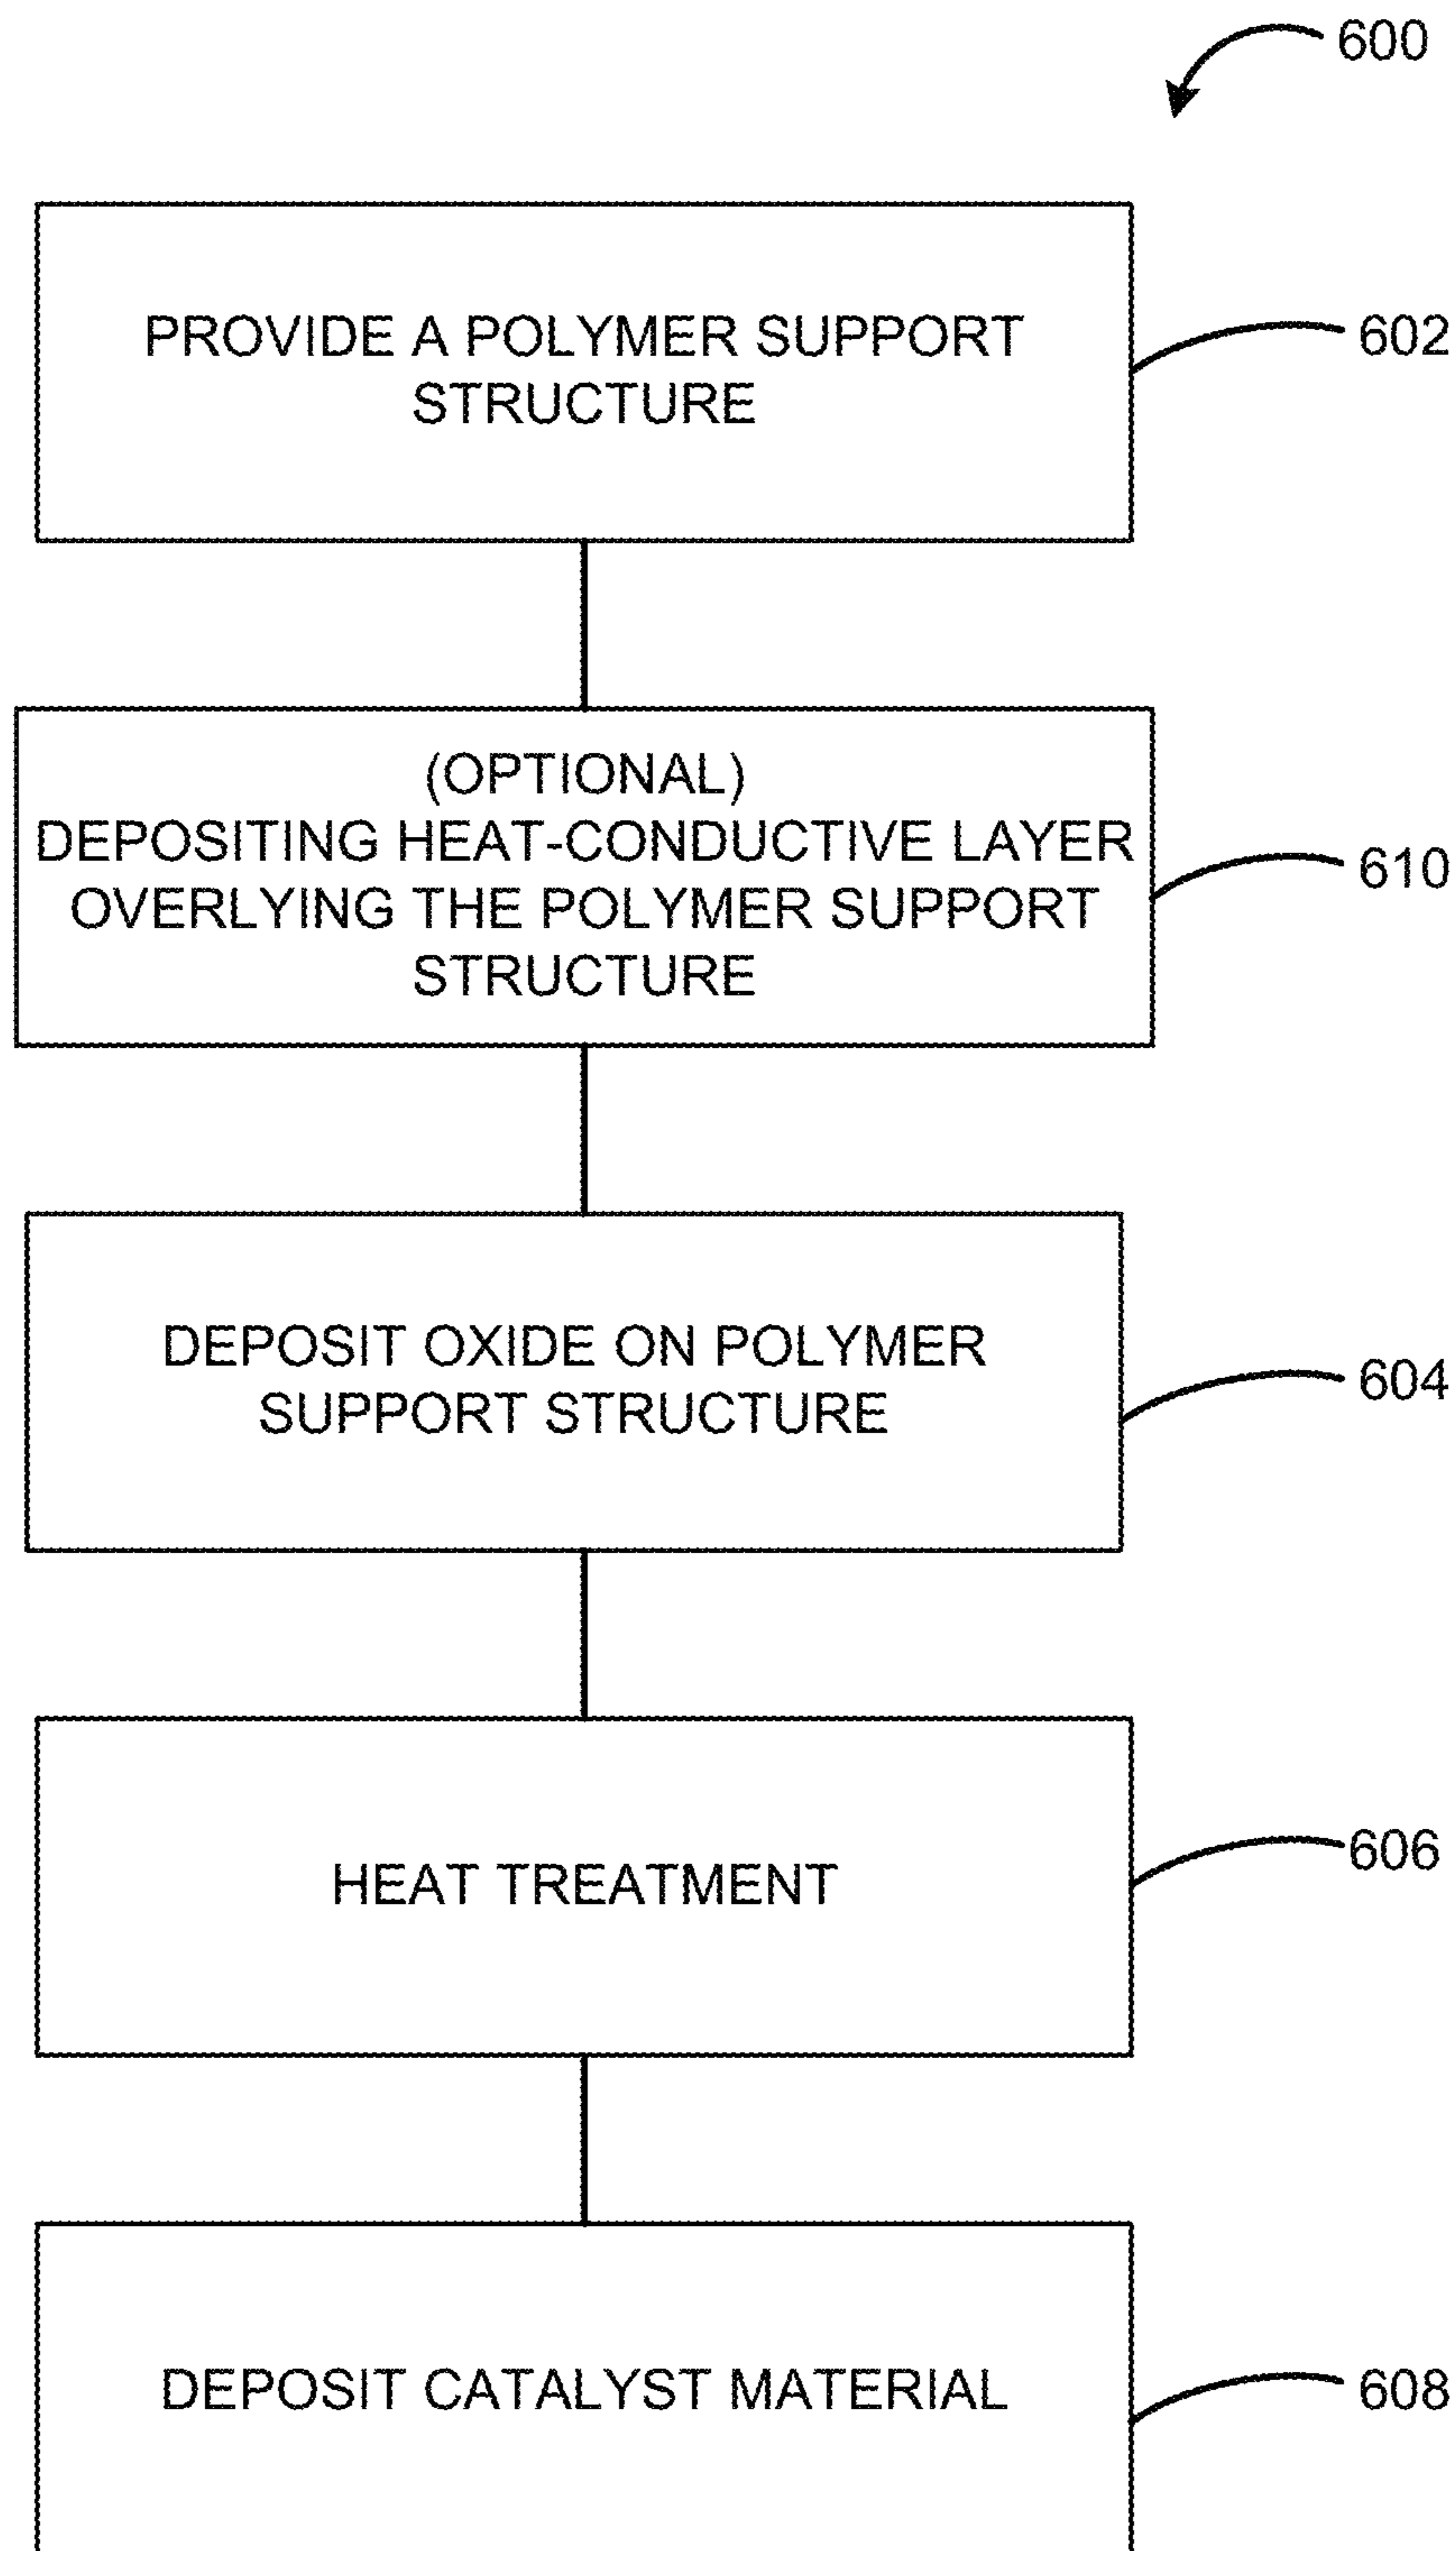 600
PROVIDE A POLYMER SUPPORT
STRUCTURE
602
(OPTIONAL)
DEPOSITING HEAT-CONDUCTIVE LAYER
OVERLYING THE POLYMER SUPPORT
STRUCTURE
610
DEPOSIT OXIDE ON POLYMER
SUPPORT STRUCTURE
604
HEAT TREATMENT
606
DEPOSIT CATALYST MATERIAL
608